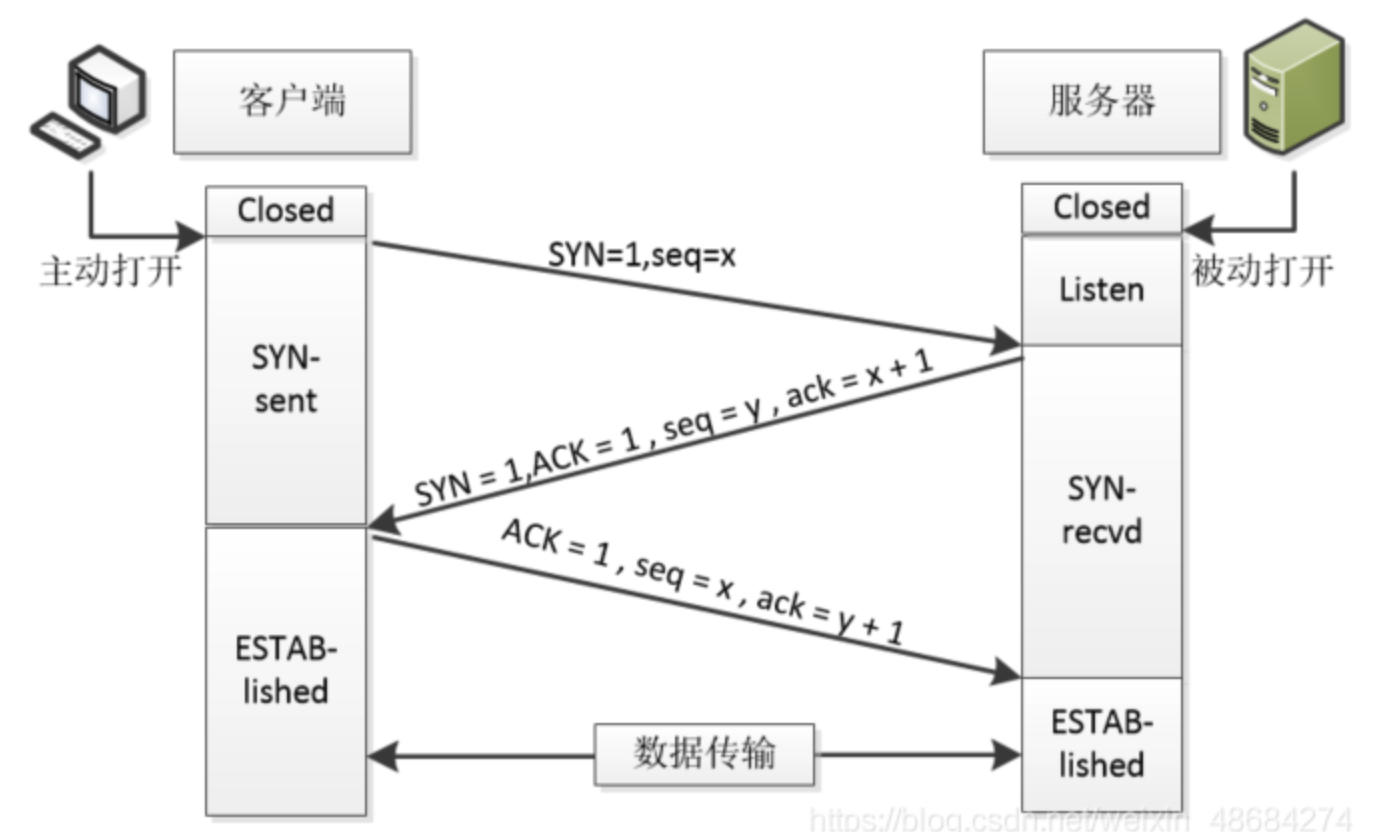 客户端
服务器
Closed
Closed
主动打开
被动打开
SYN=1,seq=x
Listen
SYN-
sent
SYN = 1,ACK = 1 , seq = y , ack = x + 1
SYN-
recvd
ACK = 1 , seq = x , ack = y + 1
ESTAB-
lished
ESTAB-
lished
数据传输
https://blog.csdn.net/weixin_48684274